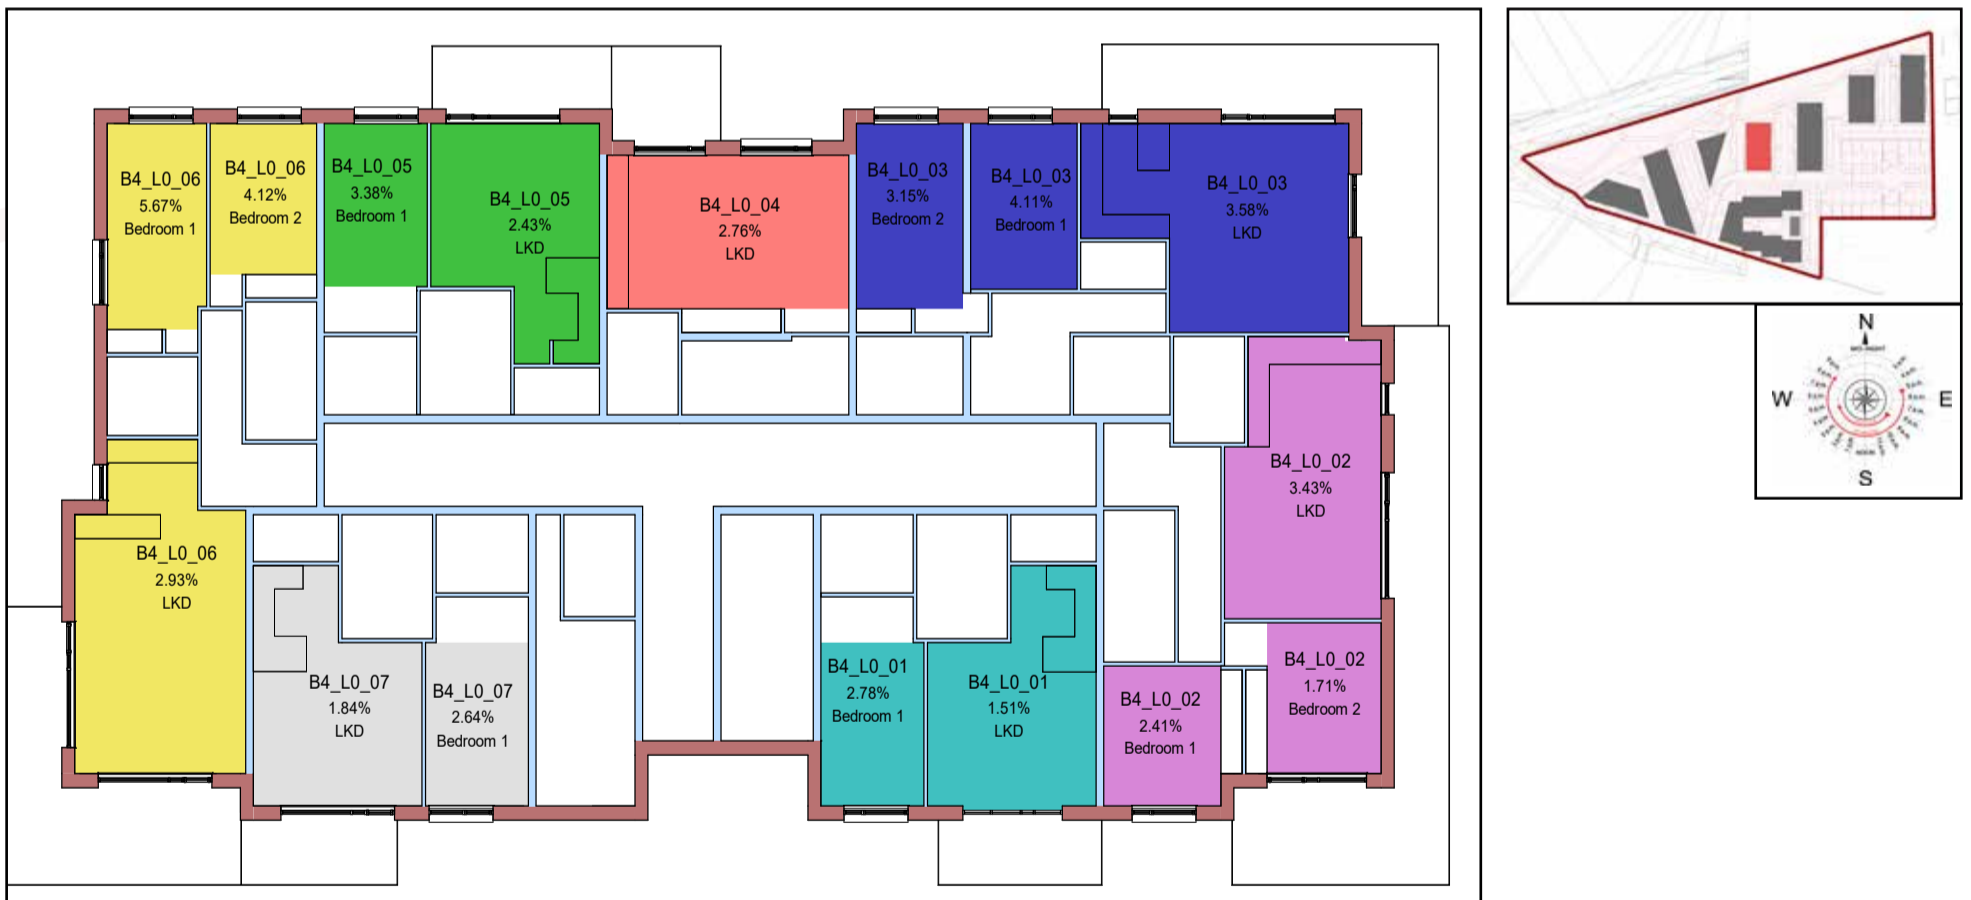 B4_L0_06
5.67%
Bedroom 1
B4_L0_06
4.12%
Bedroom 2
B4_L0_05
3.38%
Bedroom 1
B4_L0_05
2.43%
LKD
B4_L0_04
2.76%
LKD
B4_L0_03
3.15%
Bedroom 2
B4_L0_03
4.11%
Bedroom 1
B4_L0_03
3.58%
LKD
B4_L0_02
3.43%
LKD
B4_L0_06
2.93%
LKD
B4_L0_07
1.84%
LKD
B4_L0_07
2.64%
Bedroom 1
B4_L0_01
2.78%
Bedroom 1
B4_L0_01
1.51%
LKD
B4_L0_02
2.41%
Bedroom 1
B4_L0_02
1.71%
Bedroom 2
N
W
E
S